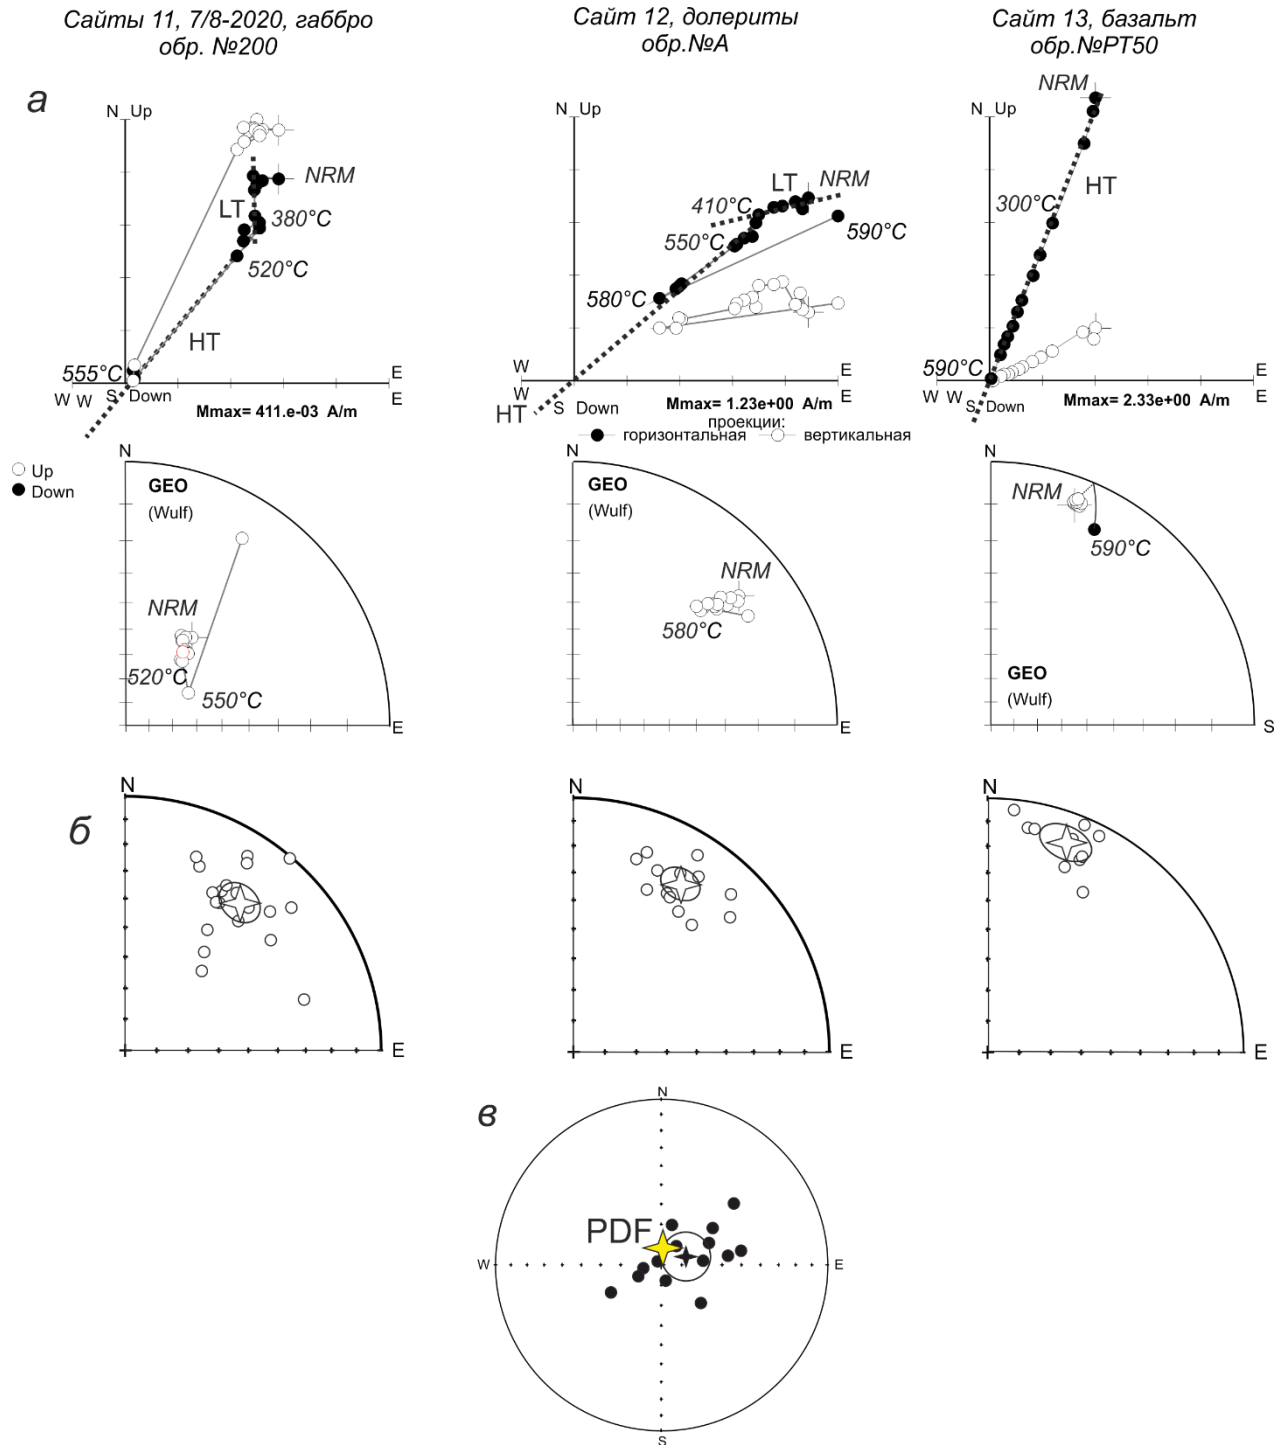 Сайты 11, 7/8-2020, габбро
обр. №200
Сайт 12, долериты
обр.№А
Сайт 13, базальт
обр.№РТ50
а
N Up
NRM
LT
380°C
520°C
HT
555°C
W
W
S
Down
E
E
Mmax= 411.e-03 A/m
N Up
LT
NRM
410°C
550°C
590°C
580°C
HT
W
W
S
Down
E
E
Mmax= 1.23e+00 A/m
проекции:
горизонтальная
вертикальная
NRM
N Up
HT
300°C
590°C
W
W
S
Down
E
E
Mmax= 2.33e+00 A/m
Up
Down
N
GEO
(Wulf)
NRM
520°C
550°C
E
N
GEO
(Wulf)
NRM
580°C
E
N
NRM
590°C
GEO
(Wulf)
S
б
N
E
N
E
N
E
в
N
PDF
W
E
S